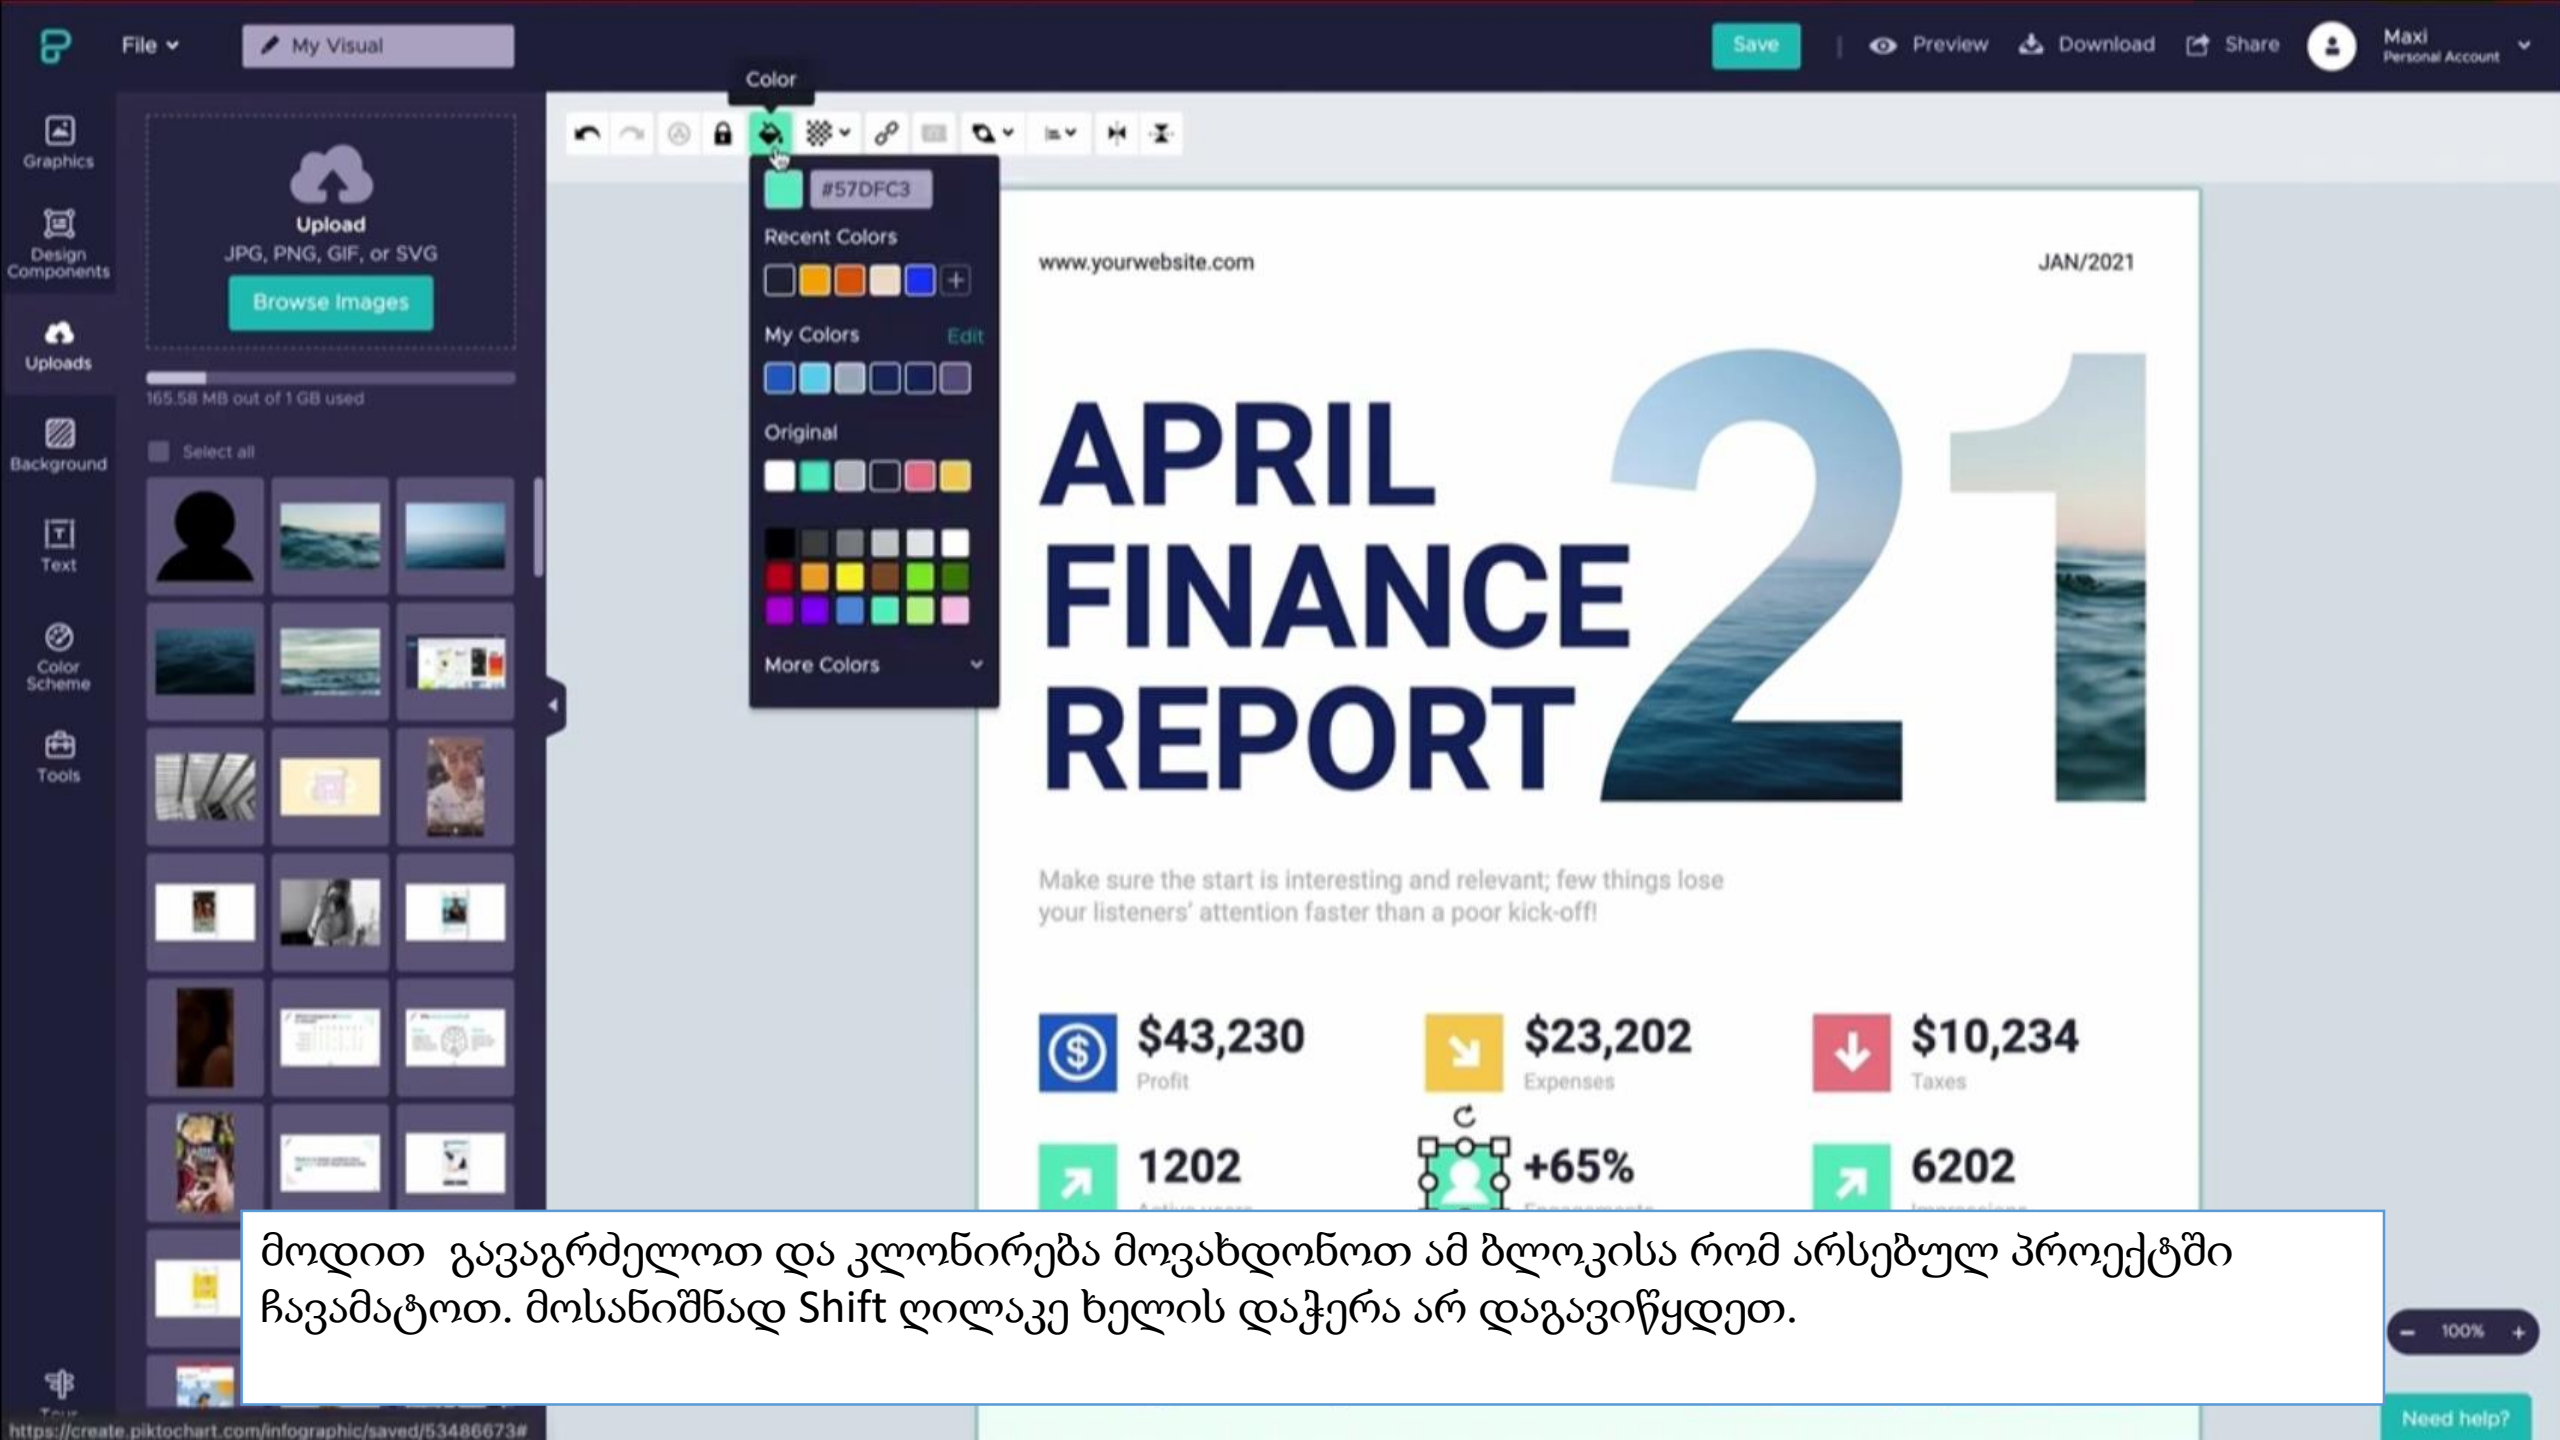 File
My Visual
Save
Preview
Download
Share
Maxi
Personal Account
Color
Graphics
Design
Components
Uploads
Background
Text
Color
Scheme
Tools
Upload
JPG, PNG, GIF, or SVG
Browse Images
165.58 MB out of 1 GB used
Select all
#57DFC3
Recent Colors
My Colors
Edit
Original
More Colors
www.yourwebsite.com
JAN/2021
APRIL
FINANCE
REPORT
21
Make sure the start is interesting and relevant; few things lose
your listeners' attention faster than a poor kick-off!
$43,230
Profit
$23,202
Expenses
$10,234
Taxes
1202
Active users
+65%
Engagements
6202
Impressions
მოდით გავაგრძელოთ და კლონირება მოვახდონოთ ამ ბლოკისა რომ არსებულ პროექტში
ჩავამატოთ. მოსანიშნად Shift ღილაკე ხელის დაჭერა არ დაგავიწყდეთ.
100%
Need help?
Tour
https://create.piktochart.com/infographic/saved/53486673#